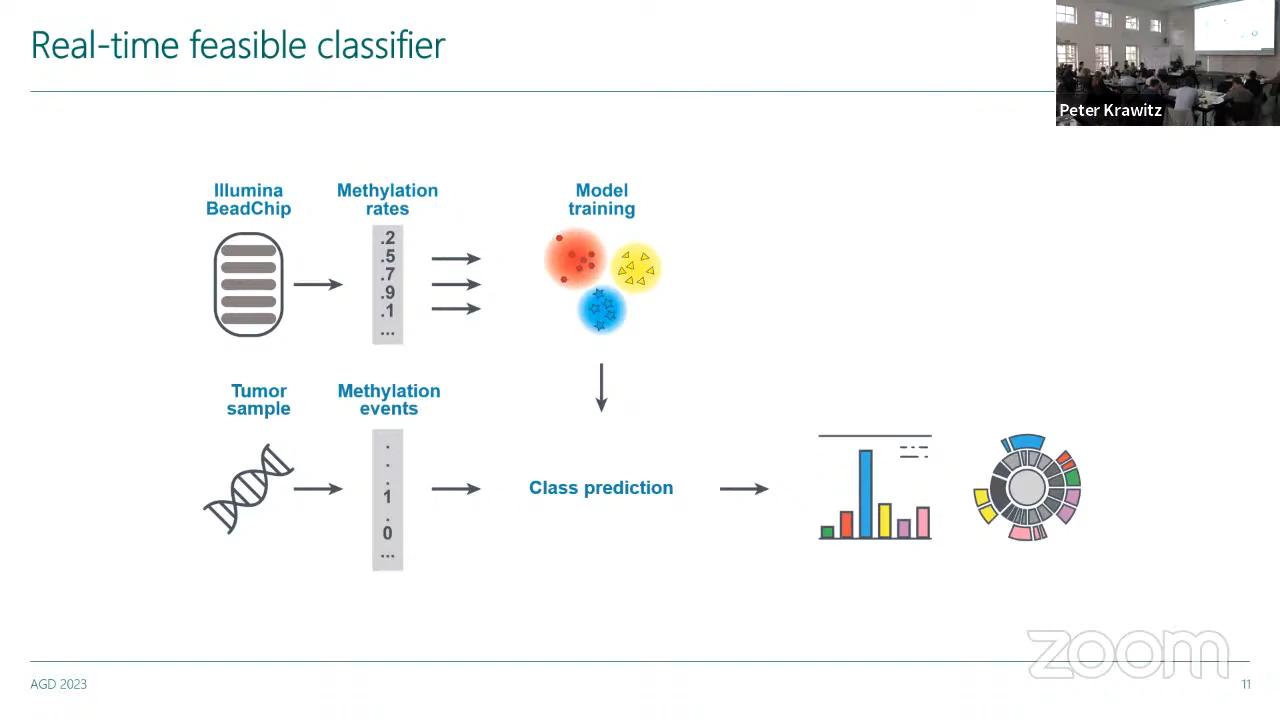 Real-time feasible classifier
Peter Krawitz
Illumina
BeadChip
Methylation
rates
Model
training
.2
.5
.7
.9
.1
...
Tumor
sample
Methylation
events
.
.
.
1
.
0
...
Class prediction
zoom
AGD 2023
11